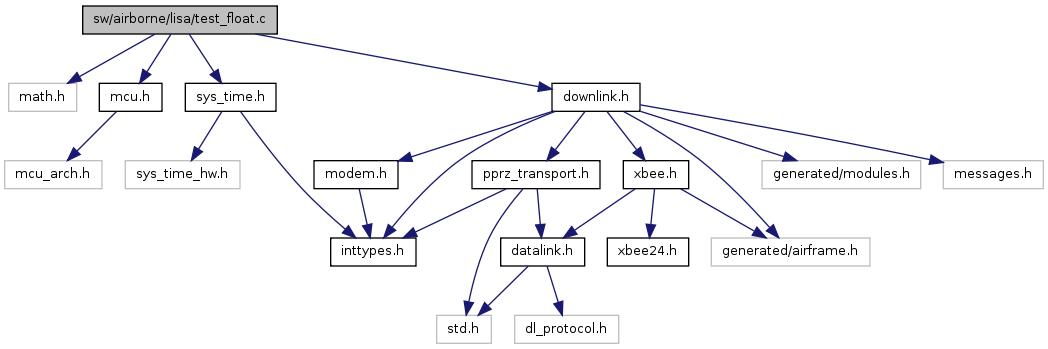 sw/airborne/lisa/test_float.c
math.h
mcu.h
sys_time.h
downlink.h
mcu_arch.h
sys_time_hw.h
modem.h
pprz_transport.h
xbee.h
generated/modules.h
messages.h
inttypes.h
datalink.h
xbee24.h
generated/airframe.h
std.h
dl_protocol.h